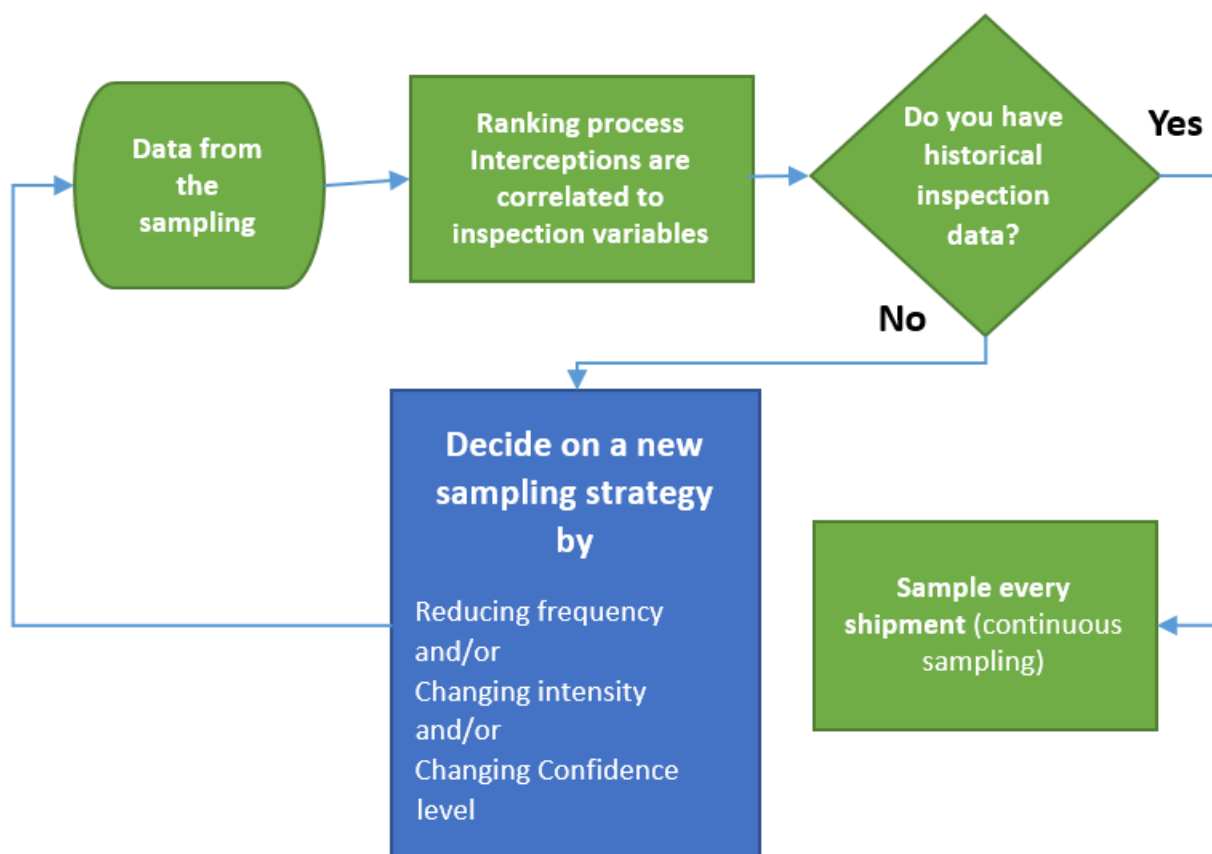 Data from
the
sampling
Ranking process
Interceptions are
correlated to
inspection variables
Do you have
historical
inspection
data?
Yes
No
Decide on a new
sampling strategy
by
Reducing frequency
and/or
Changing intensity
and/or
Changing Confidence
level
Sample every
shipment (continuous
sampling)